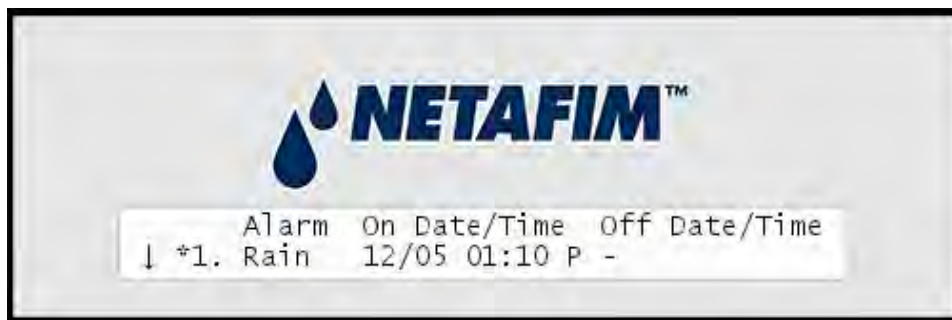 NETAFIM™
Alarm On Date/Time Off Date/Time
↓ *1. Rain 12/05 01:10 P -